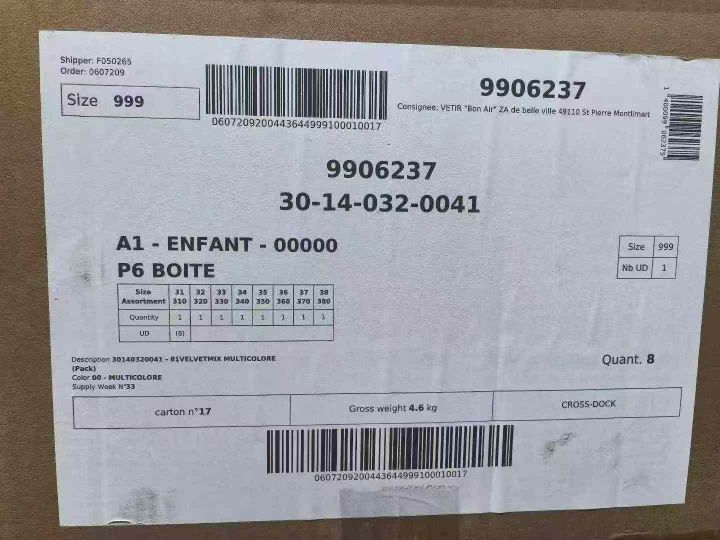 Shipper: F050265
Order: 0607209
Size 999
06072092004436449991000​10017
9906237
Consignee: VETIR "Bon Air" ZA de belle ville 49110 St Pierre Montlimart
9906237
30-14-032-0041
A1 - ENFANT - 00000
P6 BOITE
Size 999
Nb UD 1
Size Assortment 31 310 32 320 33 330 34 340 35 350 36 360 37 370 38 380
Quantity 1 1 1 1 1 1 1 1
UD (8)
Description 30140320041 - 81VELVETMIX MULTICOLORE
(Pack)
Color 00 - MULTICOLORE
Supply Week N°33
Quant. 8
carton n°17
Gross weight 4.6 kg
CROSS-DOCK
0607209200443644999100010017